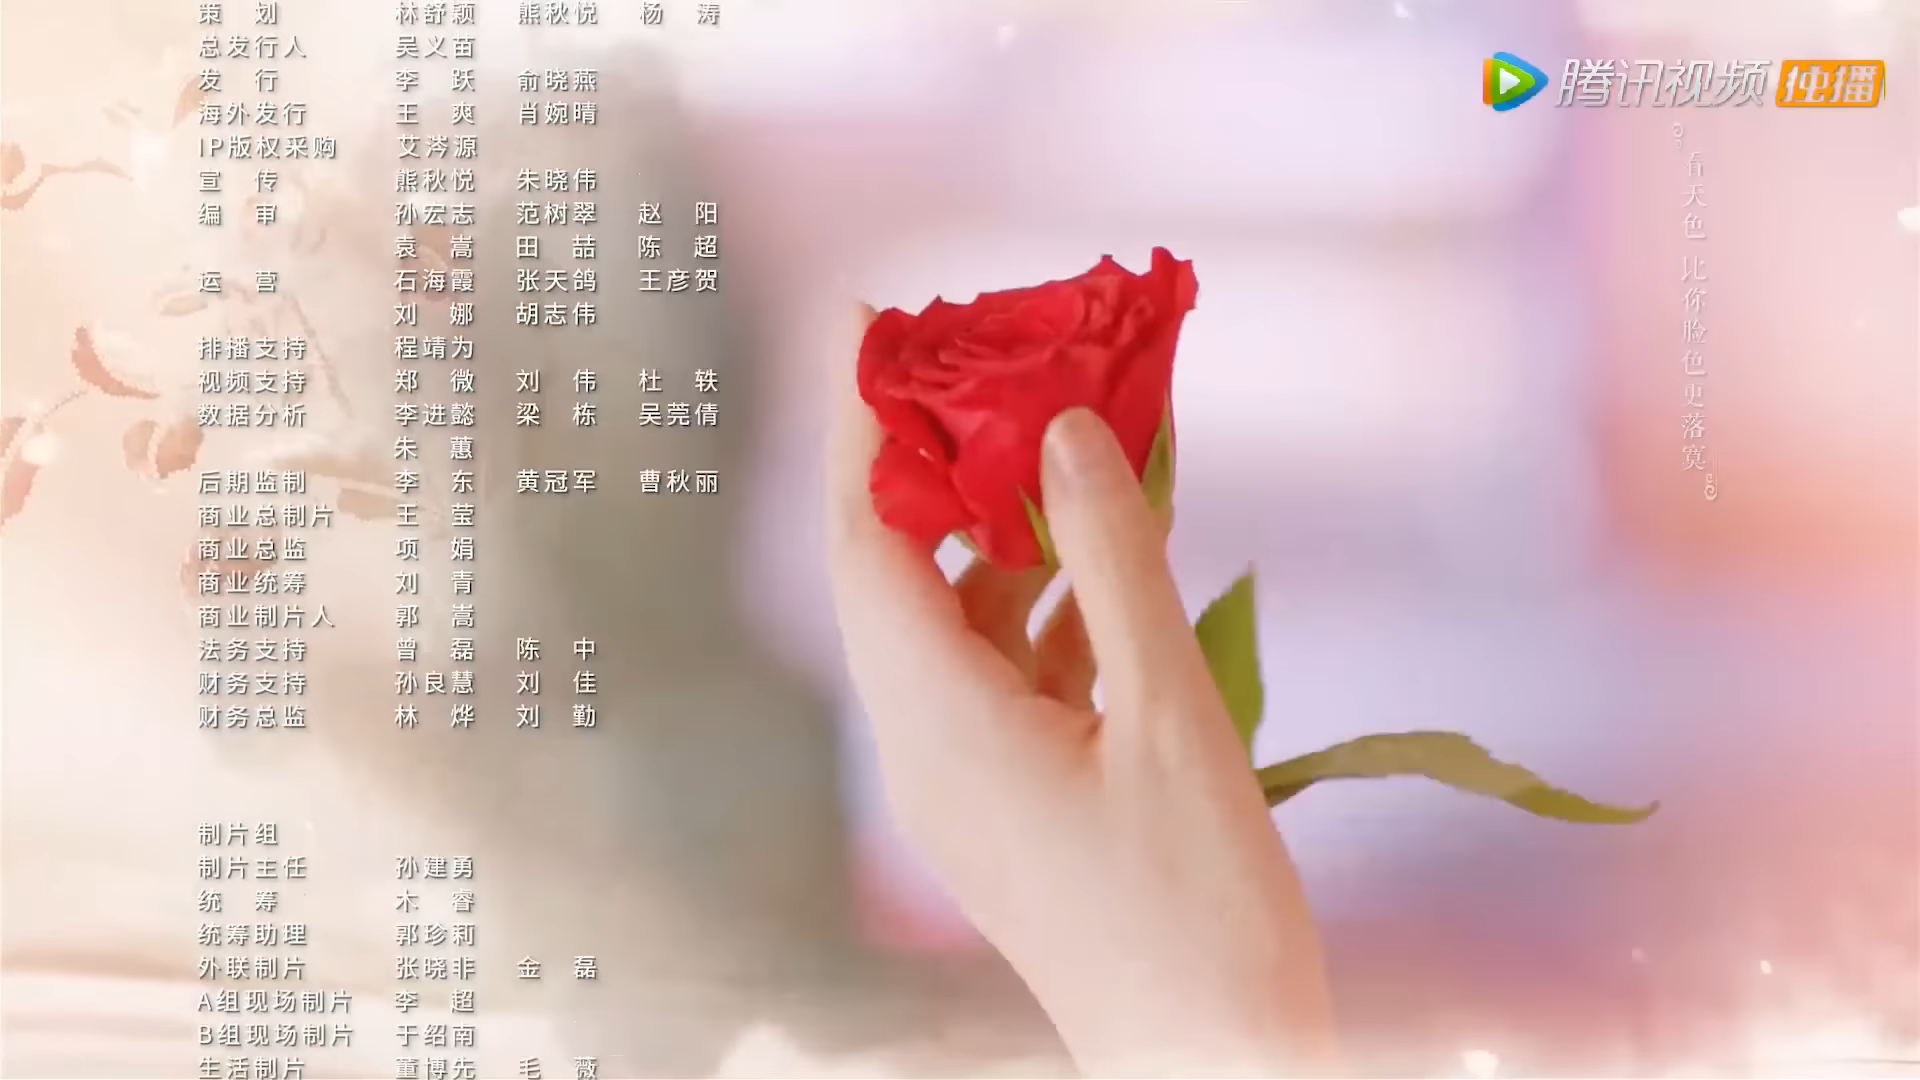 策划 林舒颖 熊秋悦 杨涛
总发行人 吴义苗
发行 李跃 俞晓燕
海外发行 王爽 肖婉晴
IP版权采购 艾涔源
宣传 熊秋悦 朱晓伟
编审 孙宏志 范树翠 赵阳
袁嵩 田喆 陈超
运营 石海霞 张天鸽 王彦贺
刘娜 胡志伟
排播支持 程靖为
视频支持 郑微 刘伟 杜轶
数据分析 李进懿 梁栋 吴莞倩
朱蕙
后期监制 李东 黄冠军 曹秋丽
商业总制片 王莹
商业总监 项娟
商业统筹 刘青
商业制片人 郭嵩
法务支持 曾磊 陈中
财务支持 孙良慧 刘佳
财务总监 林烨 刘勤
制片组
制片主任 孙建勇
统筹 木睿
统筹助理 郭珍莉
外联制片 张晓非 金磊
A组现场制片 李超
B组现场制片 于绍南
生活制片 董博先 毛薇
腾讯视频 独播
看天色 比你脸色更落寞